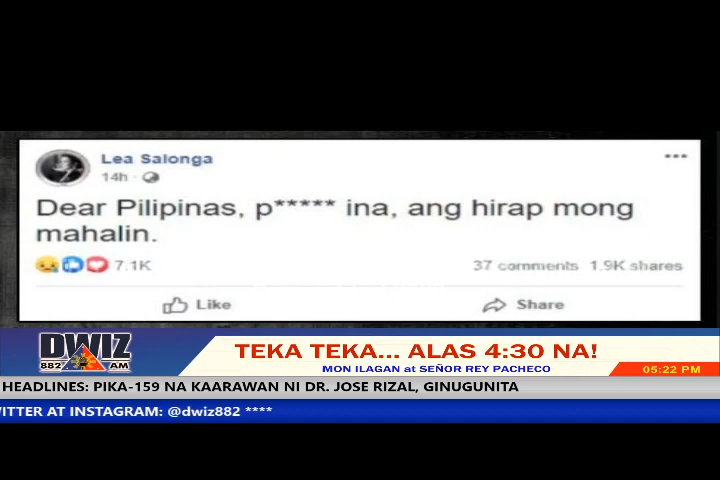 Lea Salonga
14h ·
Dear Pilipinas, p***** ina, ang hirap mong
mahalin.
7.1K
37 comments 1.9K shares
Like
Share
DWIZ
882 AM
TEKA TEKA... ALAS 4:30 NA!
MON ILAGAN at SEÑOR REY PACHECO
05:22 PM
HEADLINES: PIKA-159 NA KAARAWAN NI DR. JOSE RIZAL, GINUGUNITA
ITTER AT INSTAGRAM: @dwiz882 ****